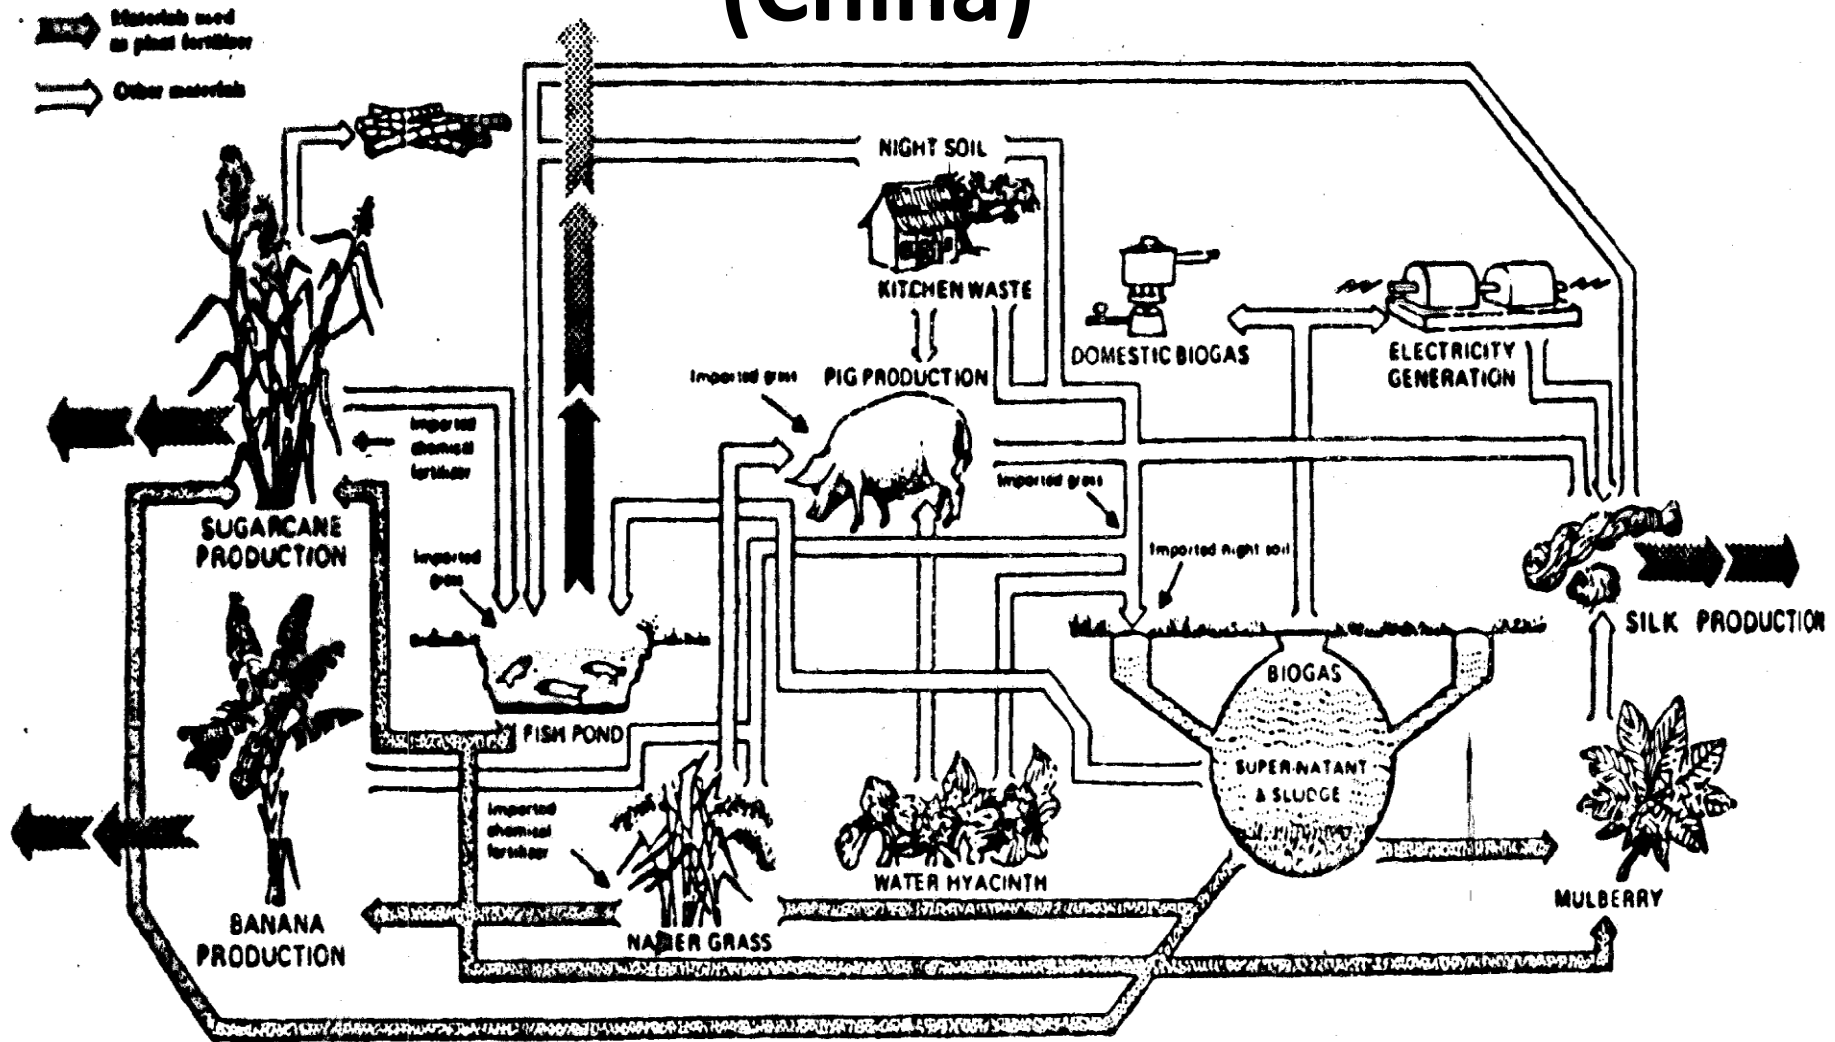 (China)
Materials used
as plant fertilizer
Other materials
NIGHT SOIL
KITCHEN WASTE
DOMESTIC BIOGAS
ELECTRICITY
GENERATION
Imported grass
PIG PRODUCTION
Imported
chemical
fertilizer
Imported grass
SUGARCANE
PRODUCTION
Imported
grass
Imported night soil
SILK PRODUCTION
BIOGAS
FISH POND
SUPER-NATANT
& SLUDGE
Imported
chemical
fertilizer
WATER HYACINTH
MULBERRY
BANANA
PRODUCTION
NAPIER GRASS